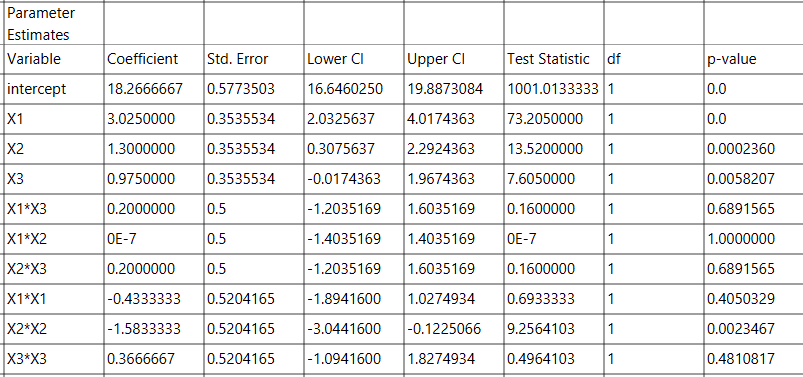 Parameter
Estimates
Variable Coefficient Std. Error Lower CI Upper CI Test Statistic df p-value
intercept 18.2666667 0.5773503 16.6460250 19.8873084 1001.0133333 1 0.0
X1 3.0250000 0.3535534 2.0325637 4.0174363 73.2050000 1 0.0
X2 1.3000000 0.3535534 0.3075637 2.2924363 13.5200000 1 0.0002360
X3 0.9750000 0.3535534 -0.0174363 1.9674363 7.6050000 1 0.0058207
X1*X3 0.2000000 0.5 -1.2035169 1.6035169 0.1600000 1 0.6891565
X1*X2 0E-7 0.5 -1.4035169 1.4035169 0E-7 1 1.0000000
X2*X3 0.2000000 0.5 -1.2035169 1.6035169 0.1600000 1 0.6891565
X1*X1 -0.4333333 0.5204165 -1.8941600 1.0274934 0.6933333 1 0.4050329
X2*X2 -1.5833333 0.5204165 -3.0441600 -0.1225066 9.2564103 1 0.0023467
X3*X3 0.3666667 0.5204165 -1.0941600 1.8274934 0.4964103 1 0.4810817